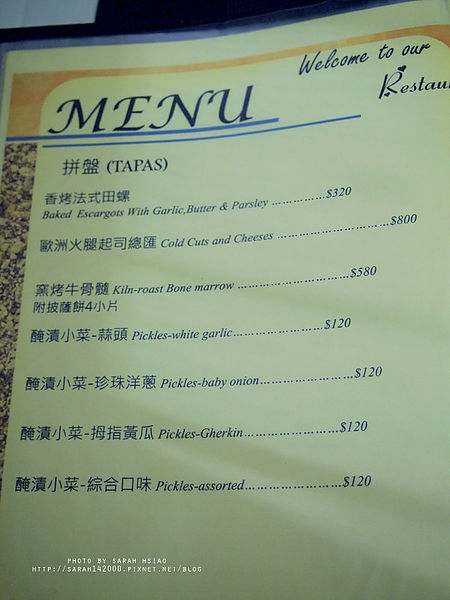 Welcome to our
Restau
MENU
拼盤 (TAPAS)
香烤法式田螺
Baked Escargots With Garlic,Butter & Parsley ……………$320
歐洲火腿起司總匯 Cold Cuts and Cheeses ………………………$800
窯烤牛骨髓 Kiln-roast Bone marrow ………………………$580
附披薩餅4小片
醃漬小菜-蒜頭 Pickles-white garlic……………………$120
醃漬小菜-珍珠洋蔥 Pickles-baby onion……………………$120
醃漬小菜-拇指黃瓜 Pickles-Gherkin……………………$120
醃漬小菜-綜合口味 Pickles-assorted……………………$120
PHOTO BY SARAH HSIAO
HTTP://SARAH142000.PIXNET.NET/BLOG